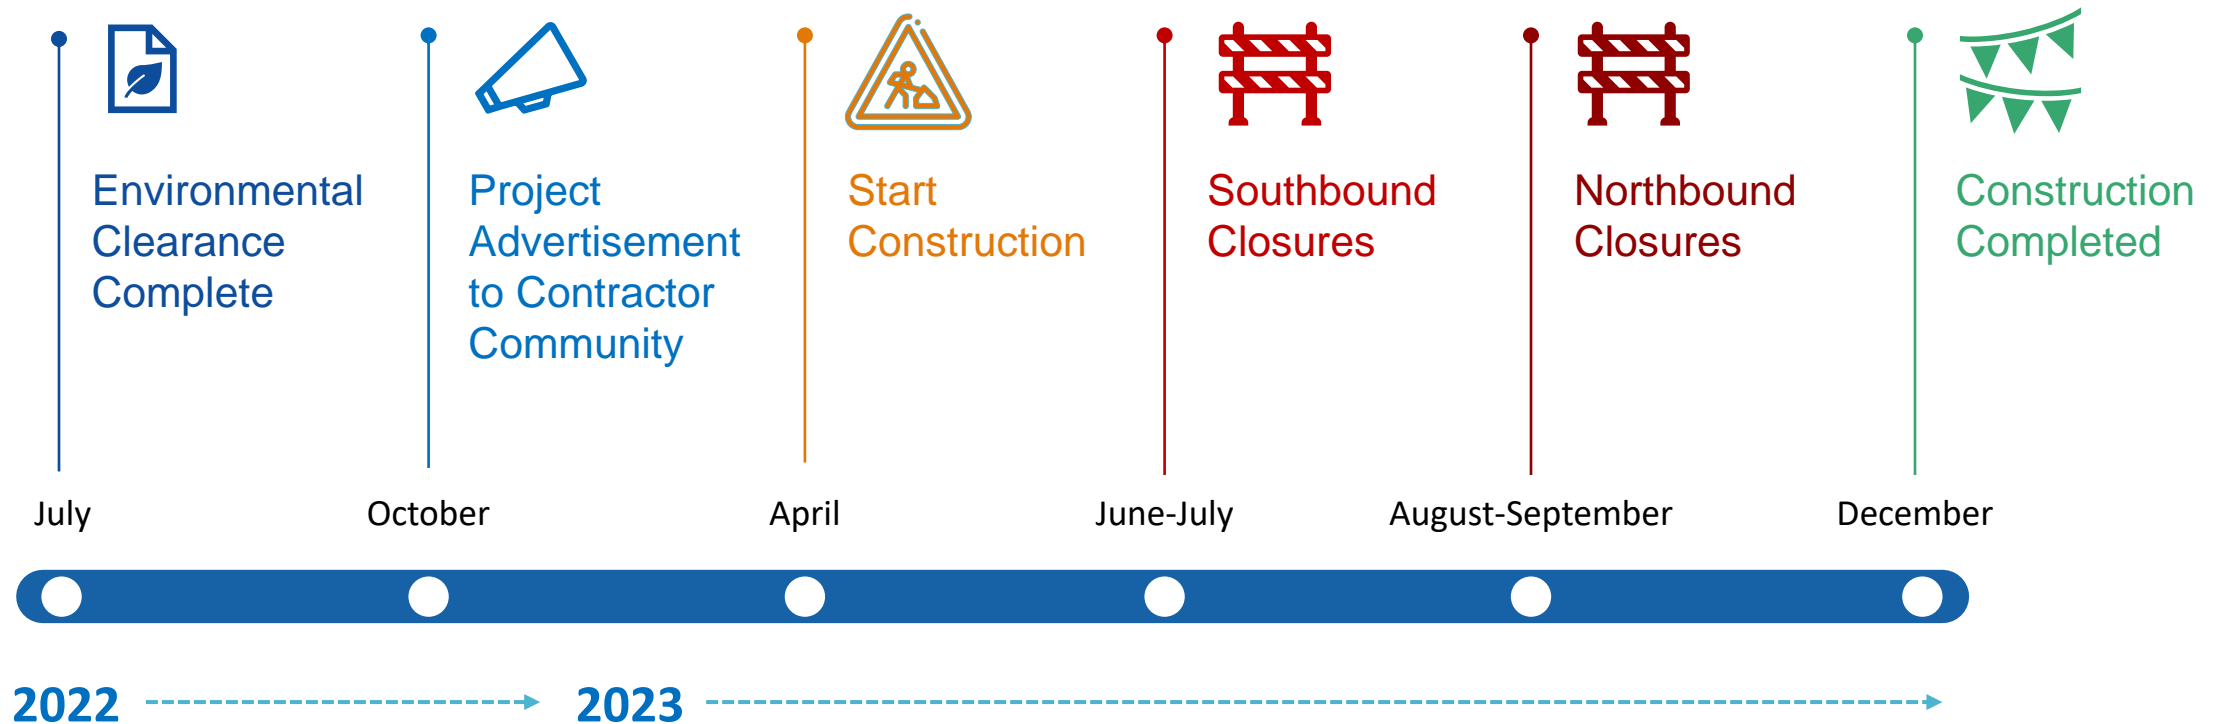 Environmental
Clearance
Complete
Project
Advertisement
to Contractor
Community
Start
Construction
Southbound
Closures
Northbound
Closures
Construction
Completed
July
October
April
June-July
August-September
December
2022
2023